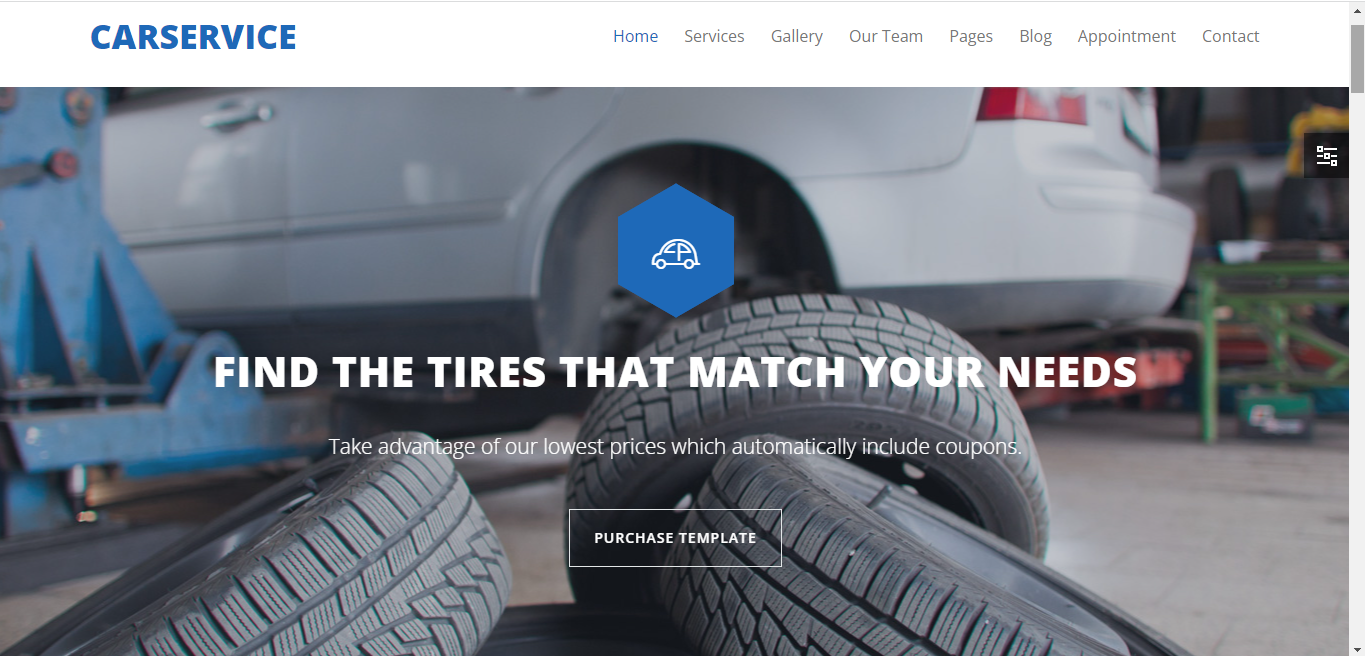 CARSERVICE
Home Services Gallery Our Team Pages Blog Appointment Contact
FIND THE TIRES THAT MATCH YOUR NEEDS
Take advantage of our lowest prices which automatically include coupons.
PURCHASE TEMPLATE